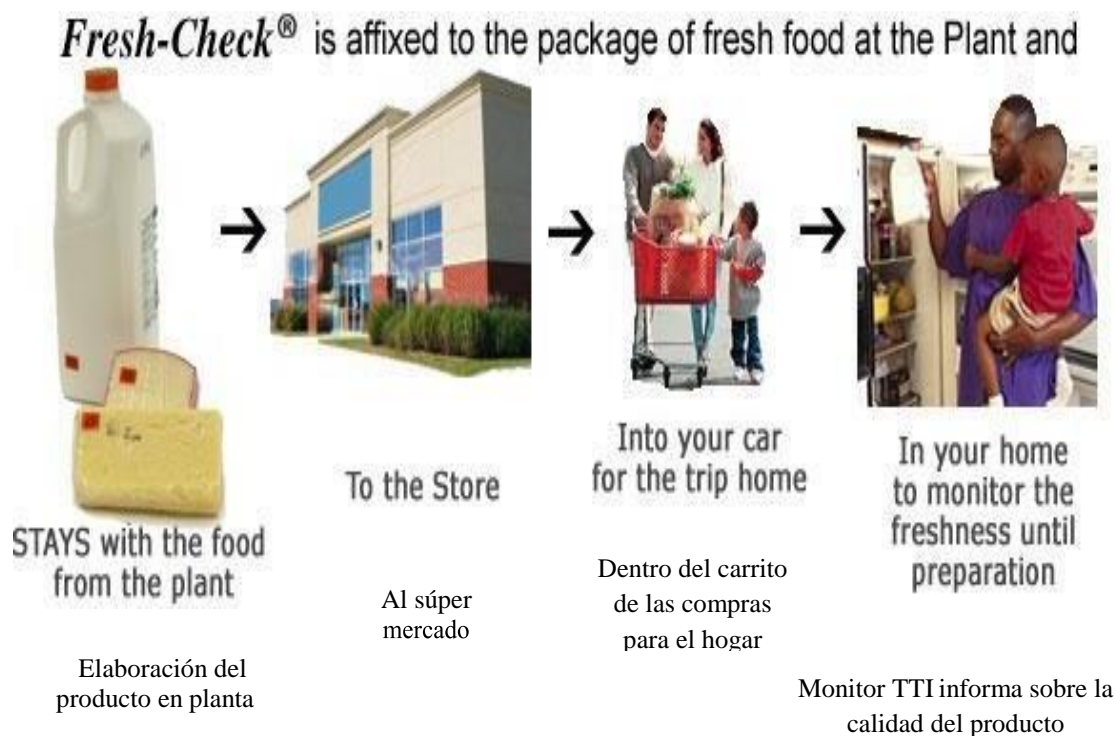 Fresh-Check® is affixed to the package of fresh food at the Plant and
STAYS with the food
from the plant
To the Store
Into your car
for the trip home
In your home
to monitor the
freshness until
preparation
Elaboración del
producto en planta
Al súper
mercado
Dentro del carrito
de las compras
para el hogar
Monitor TTI informa sobre la
calidad del producto